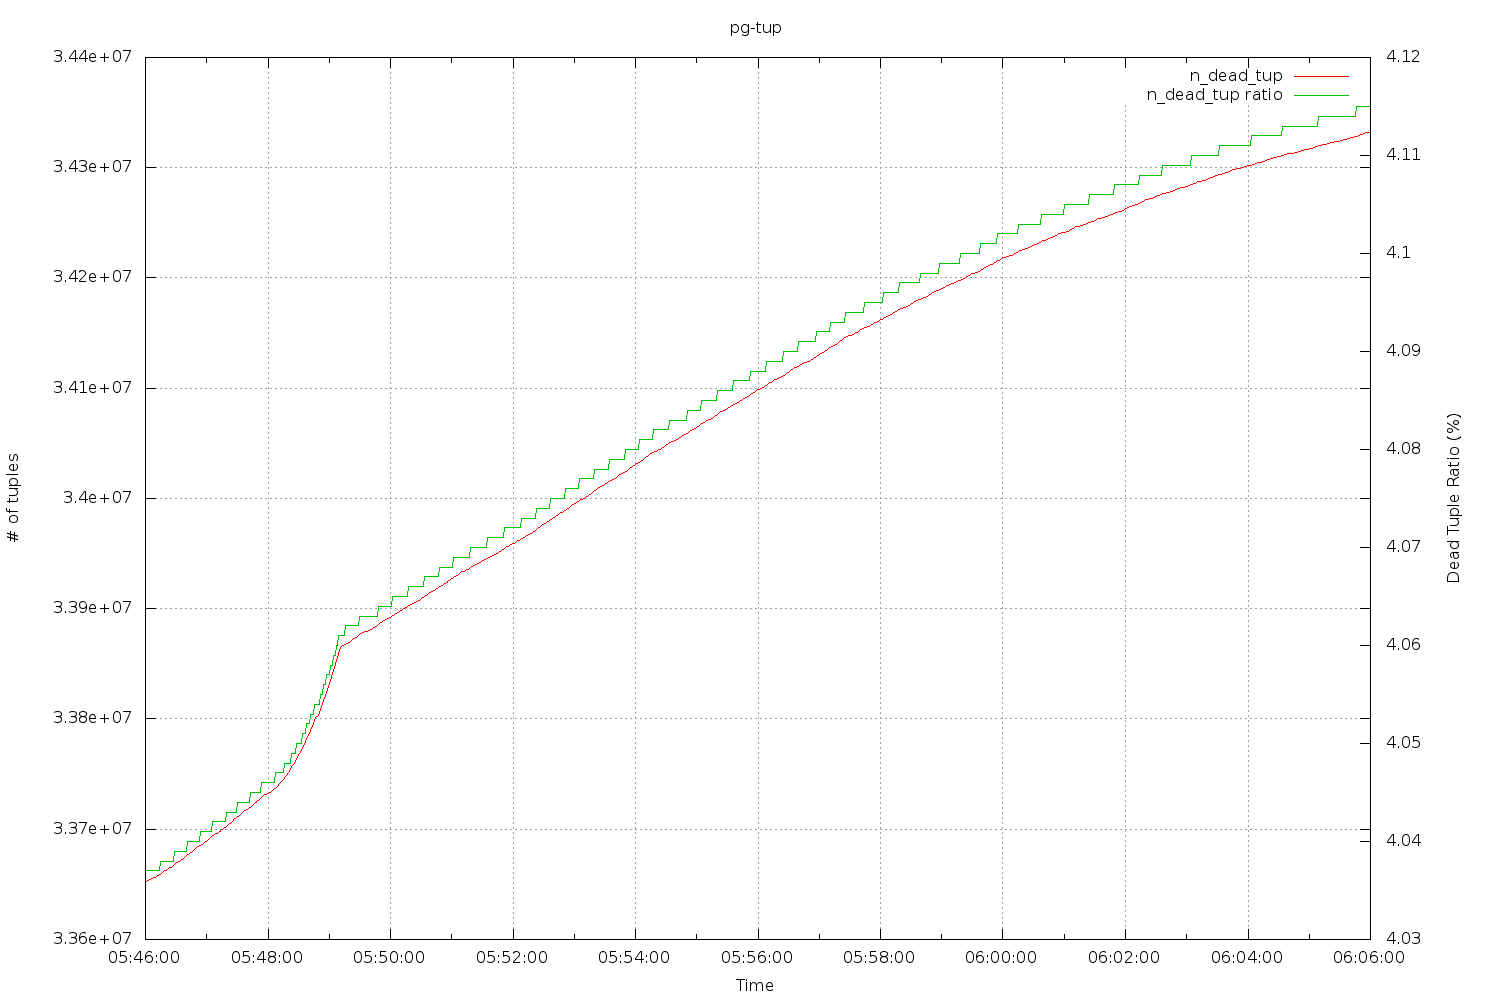 pg-tup
n_dead_tup
n_dead_tup ratio
3.44e+07
3.43e+07
3.42e+07
3.41e+07
3.4e+07
3.39e+07
3.38e+07
3.37e+07
3.36e+07
# of tuples
4.12
4.11
4.1
4.09
4.08
4.07
4.06
4.05
4.04
4.03
Dead Tuple Ratio (%)
05:46:00 05:48:00 05:50:00 05:52:00 05:54:00 05:56:00 05:58:00 06:00:00 06:02:00 06:04:00 06:06:00
Time